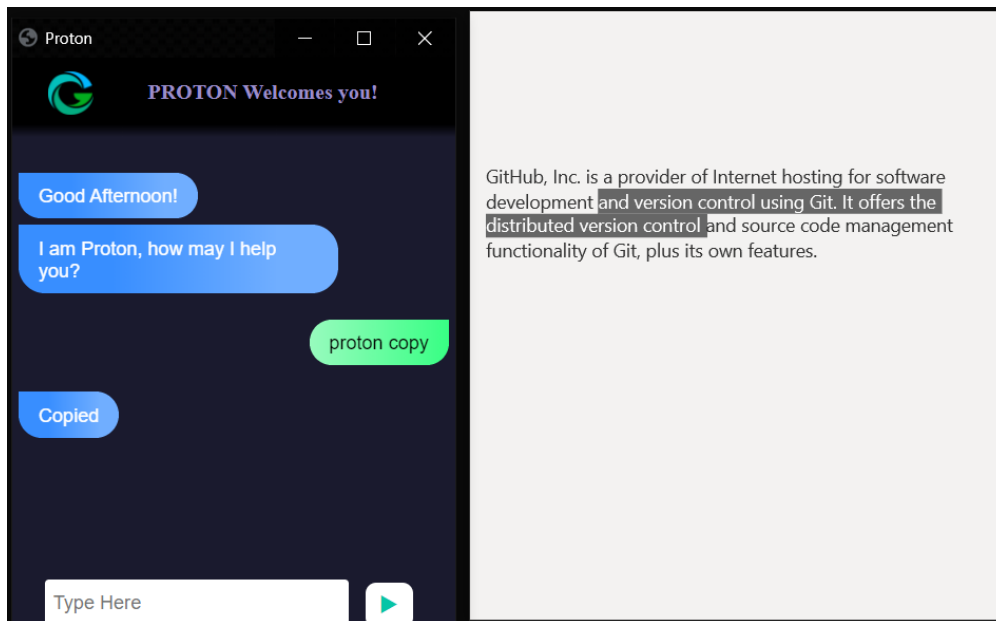 Proton
PROTON Welcomes you!
Good Afternoon!
I am Proton, how may I help
you?
proton copy
Copied
Type Here
GitHub, Inc. is a provider of Internet hosting for software
development and version control using Git. It offers the
distributed version control and source code management
functionality of Git, plus its own features.